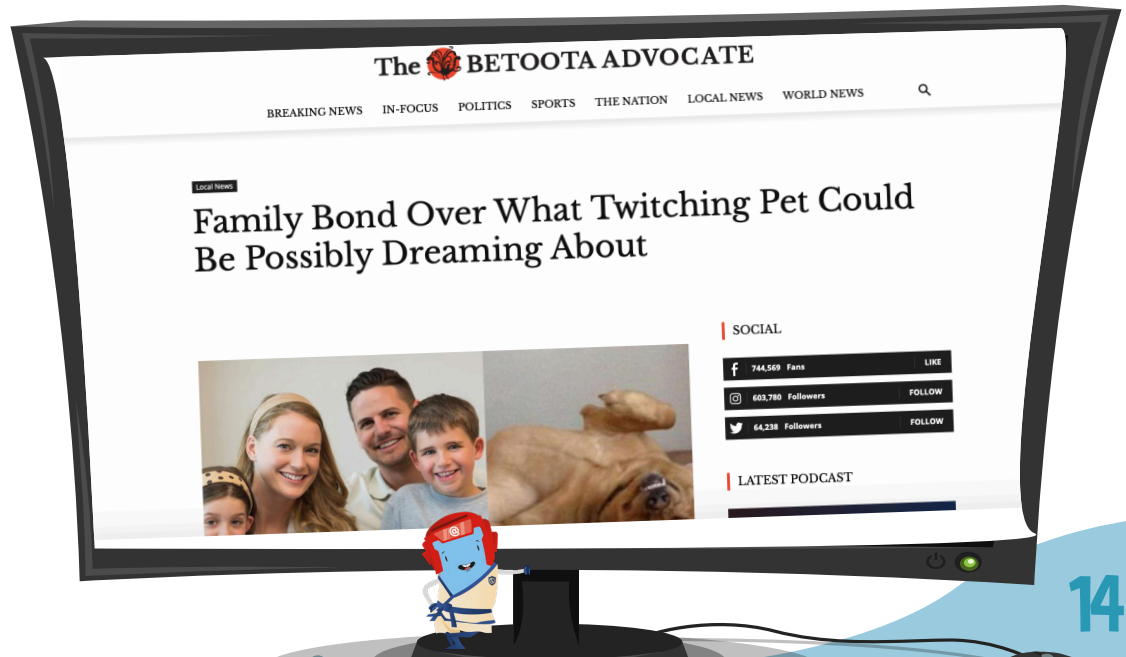 The BETOOTA ADVOCATE
BREAKING NEWS IN-FOCUS POLITICS SPORTS THE NATION LOCAL NEWS WORLD NEWS
Local News
Family Bond Over What Twitching Pet Could
Be Possibly Dreaming About
SOCIAL
744,569 Fans LIKE
603,780 Followers FOLLOW
64,238 Followers FOLLOW
LATEST PODCAST
@
14